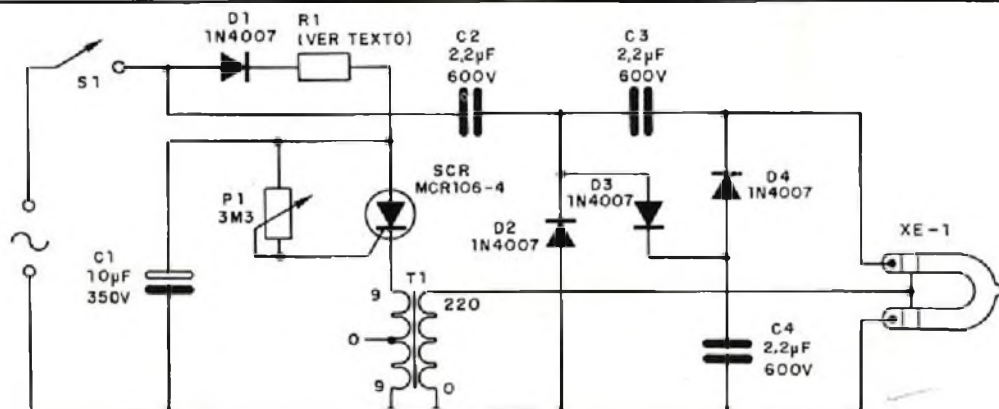 D1
1N4007
R1
(VER TEXTO)
C2
2,2µF
600V
C3
2,2µF
600V
S1
SCR
MCR106-4
P1
3M3
D3
1N4007
D4
1N4007
D2
1N4007
XE-1
C1
10µF
350V
T1
9
220
0
9
0
C4
2,2µF
600V